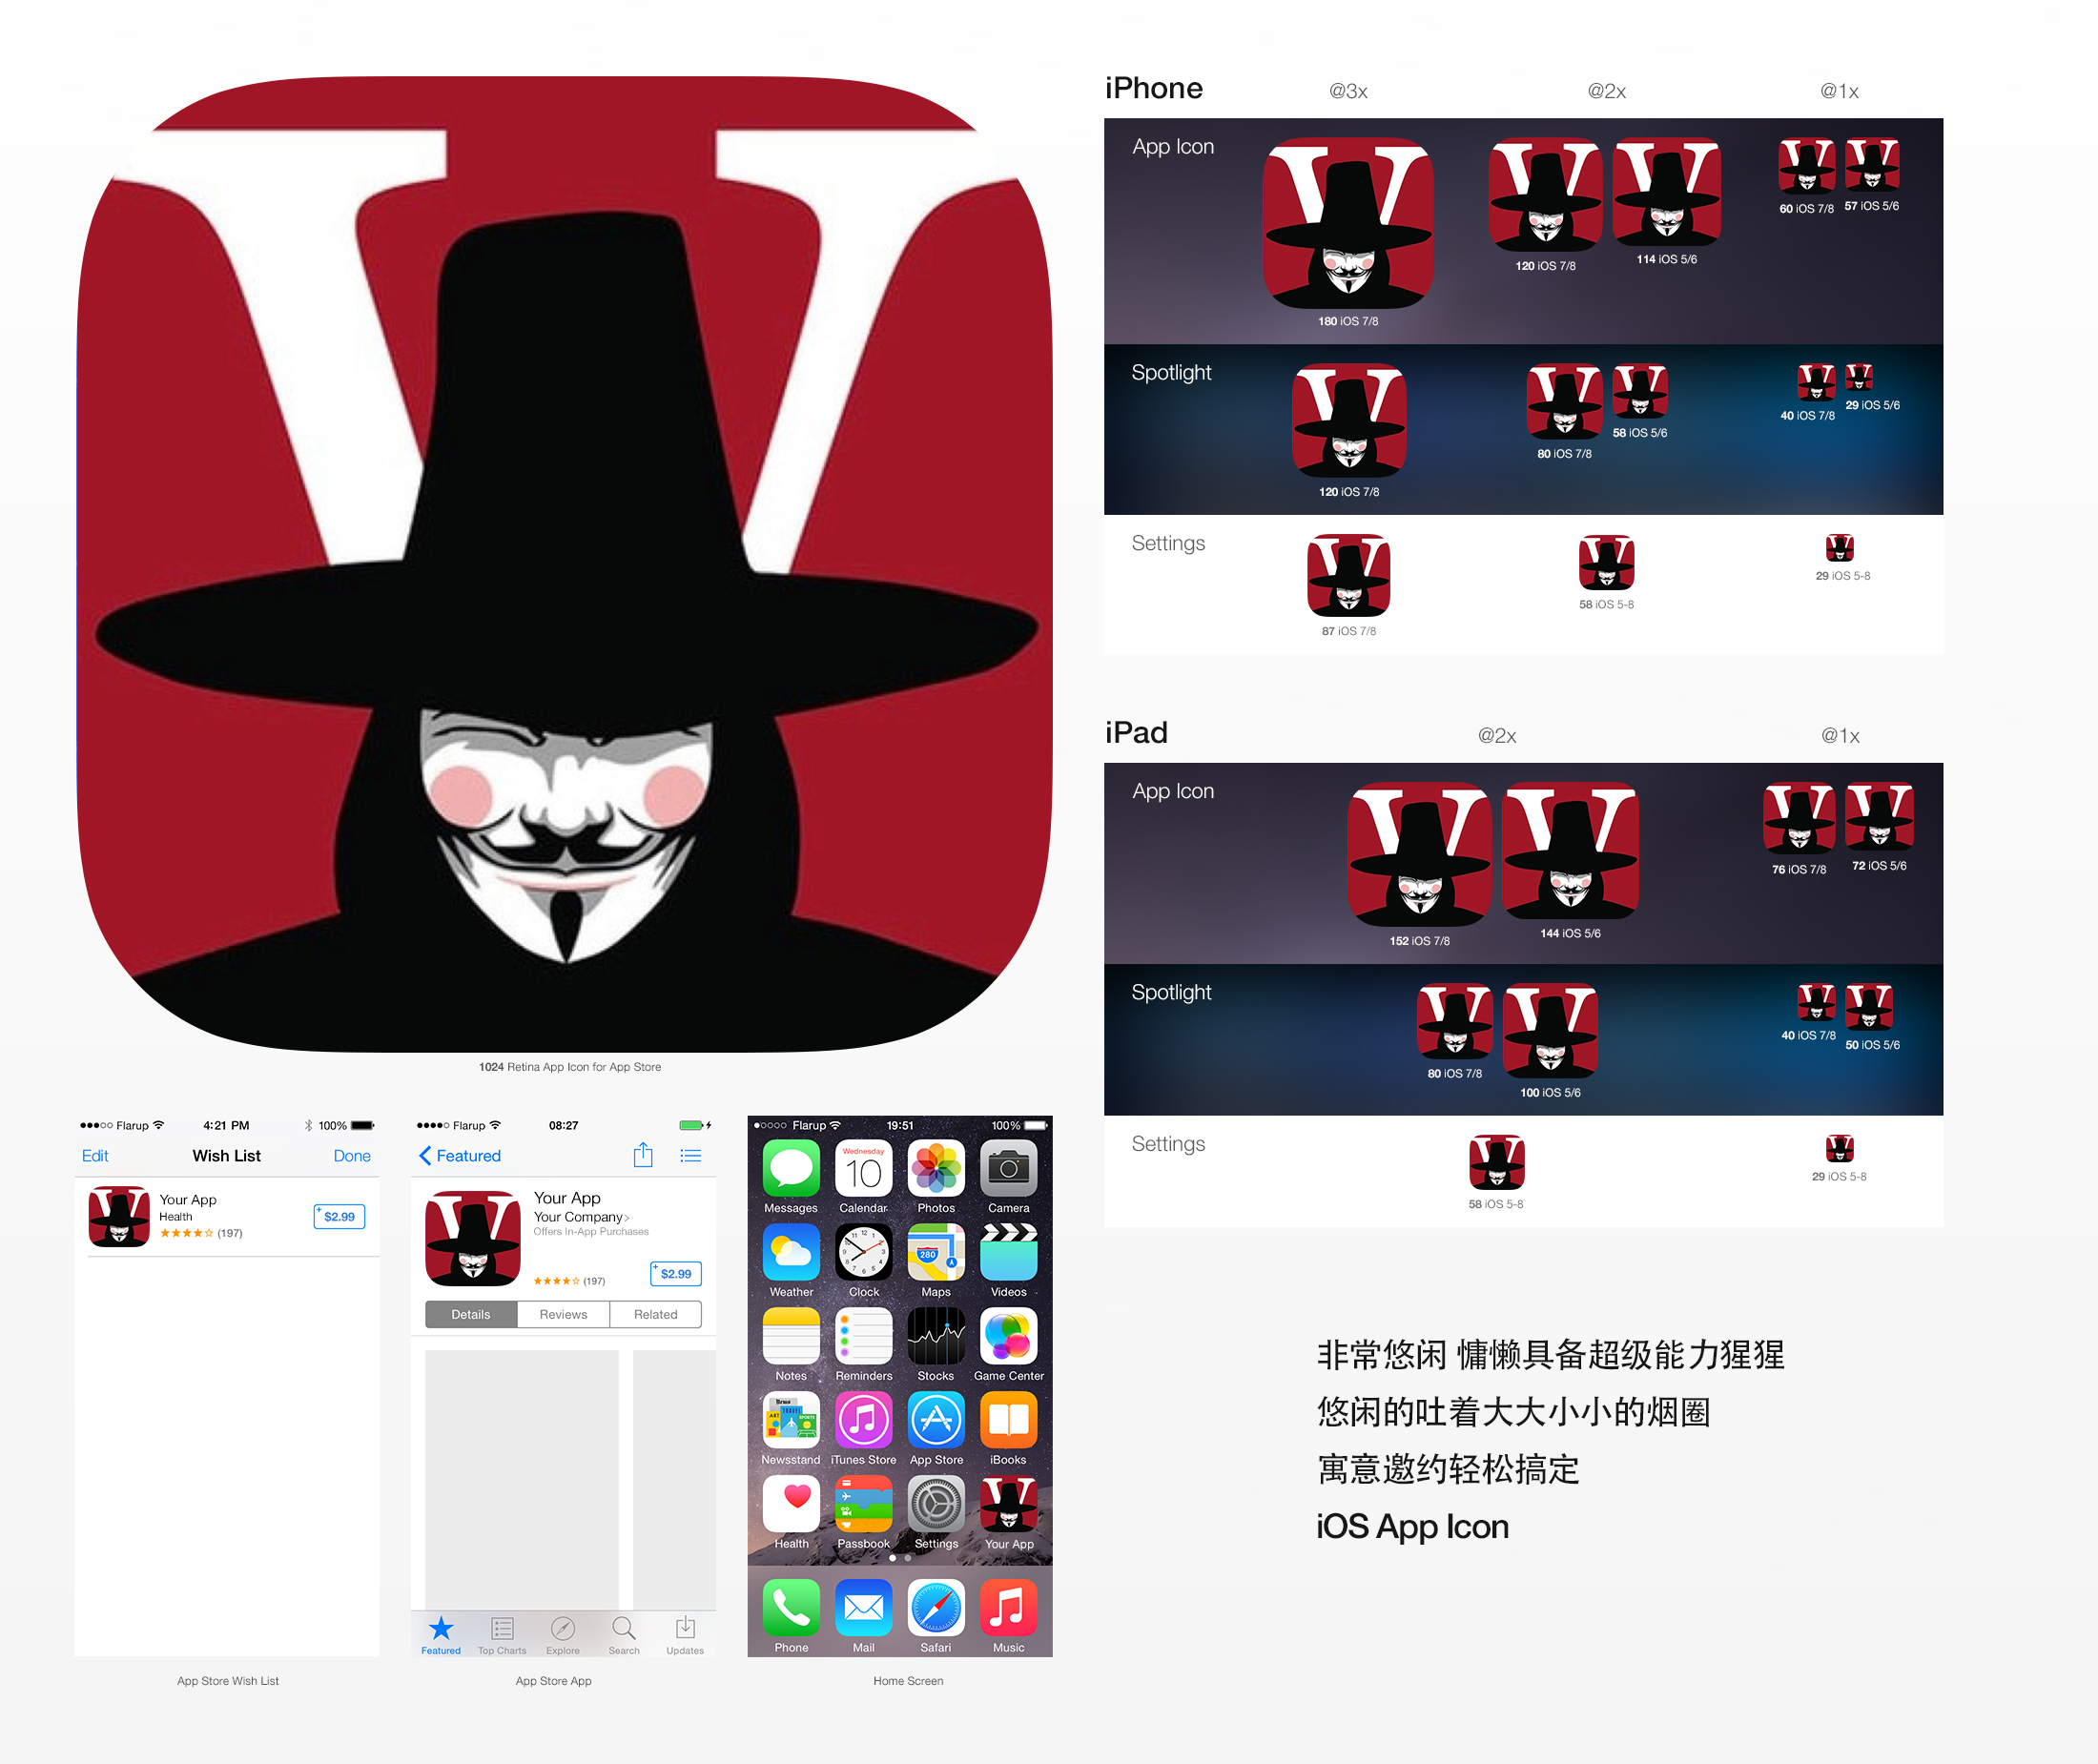 V
1024 Retina App Icon for App Store
Flarup 4:21 PM 100%
Edit Wish List Done
Your App
Health
(197)
+ $2.99
App Store Wish List
Flarup 08:27
Featured
Your App
Your Company
Offers In-App Purchases
(197)
+ $2.99
Details Reviews Related
Featured Top Charts Explore Search Updates
App Store App
Flarup 19:51 100%
Wednesday
10
Messages Calendar Photos Camera
280
Weather Clock Maps Videos
Notes Reminders Stocks Game Center
ART TRAVEL SPORTS
Newsstand iTunes Store App Store iBooks
Health Passbook Settings Your App
Phone Mail Safari Music
Home Screen
iPhone @3x @2x @1x
App Icon
180 iOS 7/8
120 iOS 7/8
114 iOS 5/6
60 iOS 7/8
57 iOS 5/6
Spotlight
120 iOS 7/8
80 iOS 7/8
58 iOS 5/6
40 iOS 7/8
29 iOS 5/6
Settings
87 iOS 7/8
58 iOS 5-8
29 iOS 5-8
iPad @2x @1x
App Icon
152 iOS 7/8
144 iOS 5/6
76 iOS 7/8
72 iOS 5/6
Spotlight
80 iOS 7/8
100 iOS 5/6
40 iOS 7/8
50 iOS 5/6
Settings
58 iOS 5-8
29 iOS 5-8
非常悠闲 慵懒具备超级能力猩猩
悠闲的吐着大大小小的烟圈
寓意邀约轻松搞定
iOS App Icon